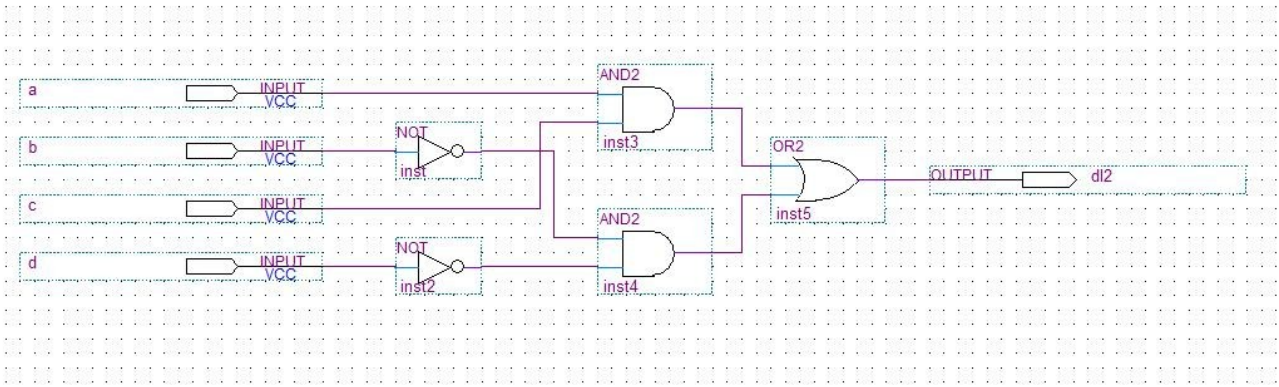 a
INPUT
VCC
b
INPUT
VCC
c
INPUT
VCC
d
INPUT
VCC
NOT
inst
NOT
inst2
AND2
inst3
AND2
inst4
OR2
inst5
OUTPUT
dl2